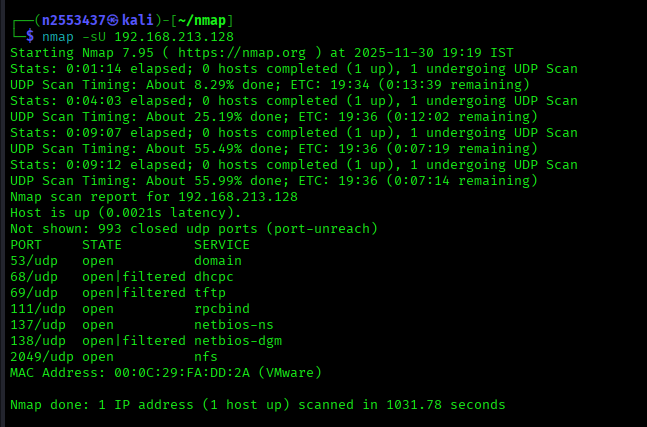 ┌──(n2553437㉿kali)-[~/nmap]
└─$ nmap -sU 192.168.213.128
Starting Nmap 7.95 ( https://nmap.org ) at 2025-11-30 19:19 IST
Stats: 0:01:14 elapsed; 0 hosts completed (1 up), 1 undergoing UDP Scan
UDP Scan Timing: About 8.29% done; ETC: 19:34 (0:13:39 remaining)
Stats: 0:04:03 elapsed; 0 hosts completed (1 up), 1 undergoing UDP Scan
UDP Scan Timing: About 25.19% done; ETC: 19:36 (0:12:02 remaining)
Stats: 0:09:07 elapsed; 0 hosts completed (1 up), 1 undergoing UDP Scan
UDP Scan Timing: About 55.49% done; ETC: 19:36 (0:07:19 remaining)
Stats: 0:09:12 elapsed; 0 hosts completed (1 up), 1 undergoing UDP Scan
UDP Scan Timing: About 55.99% done; ETC: 19:36 (0:07:14 remaining)
Nmap scan report for 192.168.213.128
Host is up (0.0021s latency).
Not shown: 993 closed udp ports (port-unreach)
PORT     STATE         SERVICE
53/udp   open          domain
68/udp   open|filtered dhcpc
69/udp   open|filtered tftp
111/udp  open          rpcbind
137/udp  open          netbios-ns
138/udp  open|filtered netbios-dgm
2049/udp open          nfs
MAC Address: 00:0C:29:FA:DD:2A (VMware)

Nmap done: 1 IP address (1 host up) scanned in 1031.78 seconds